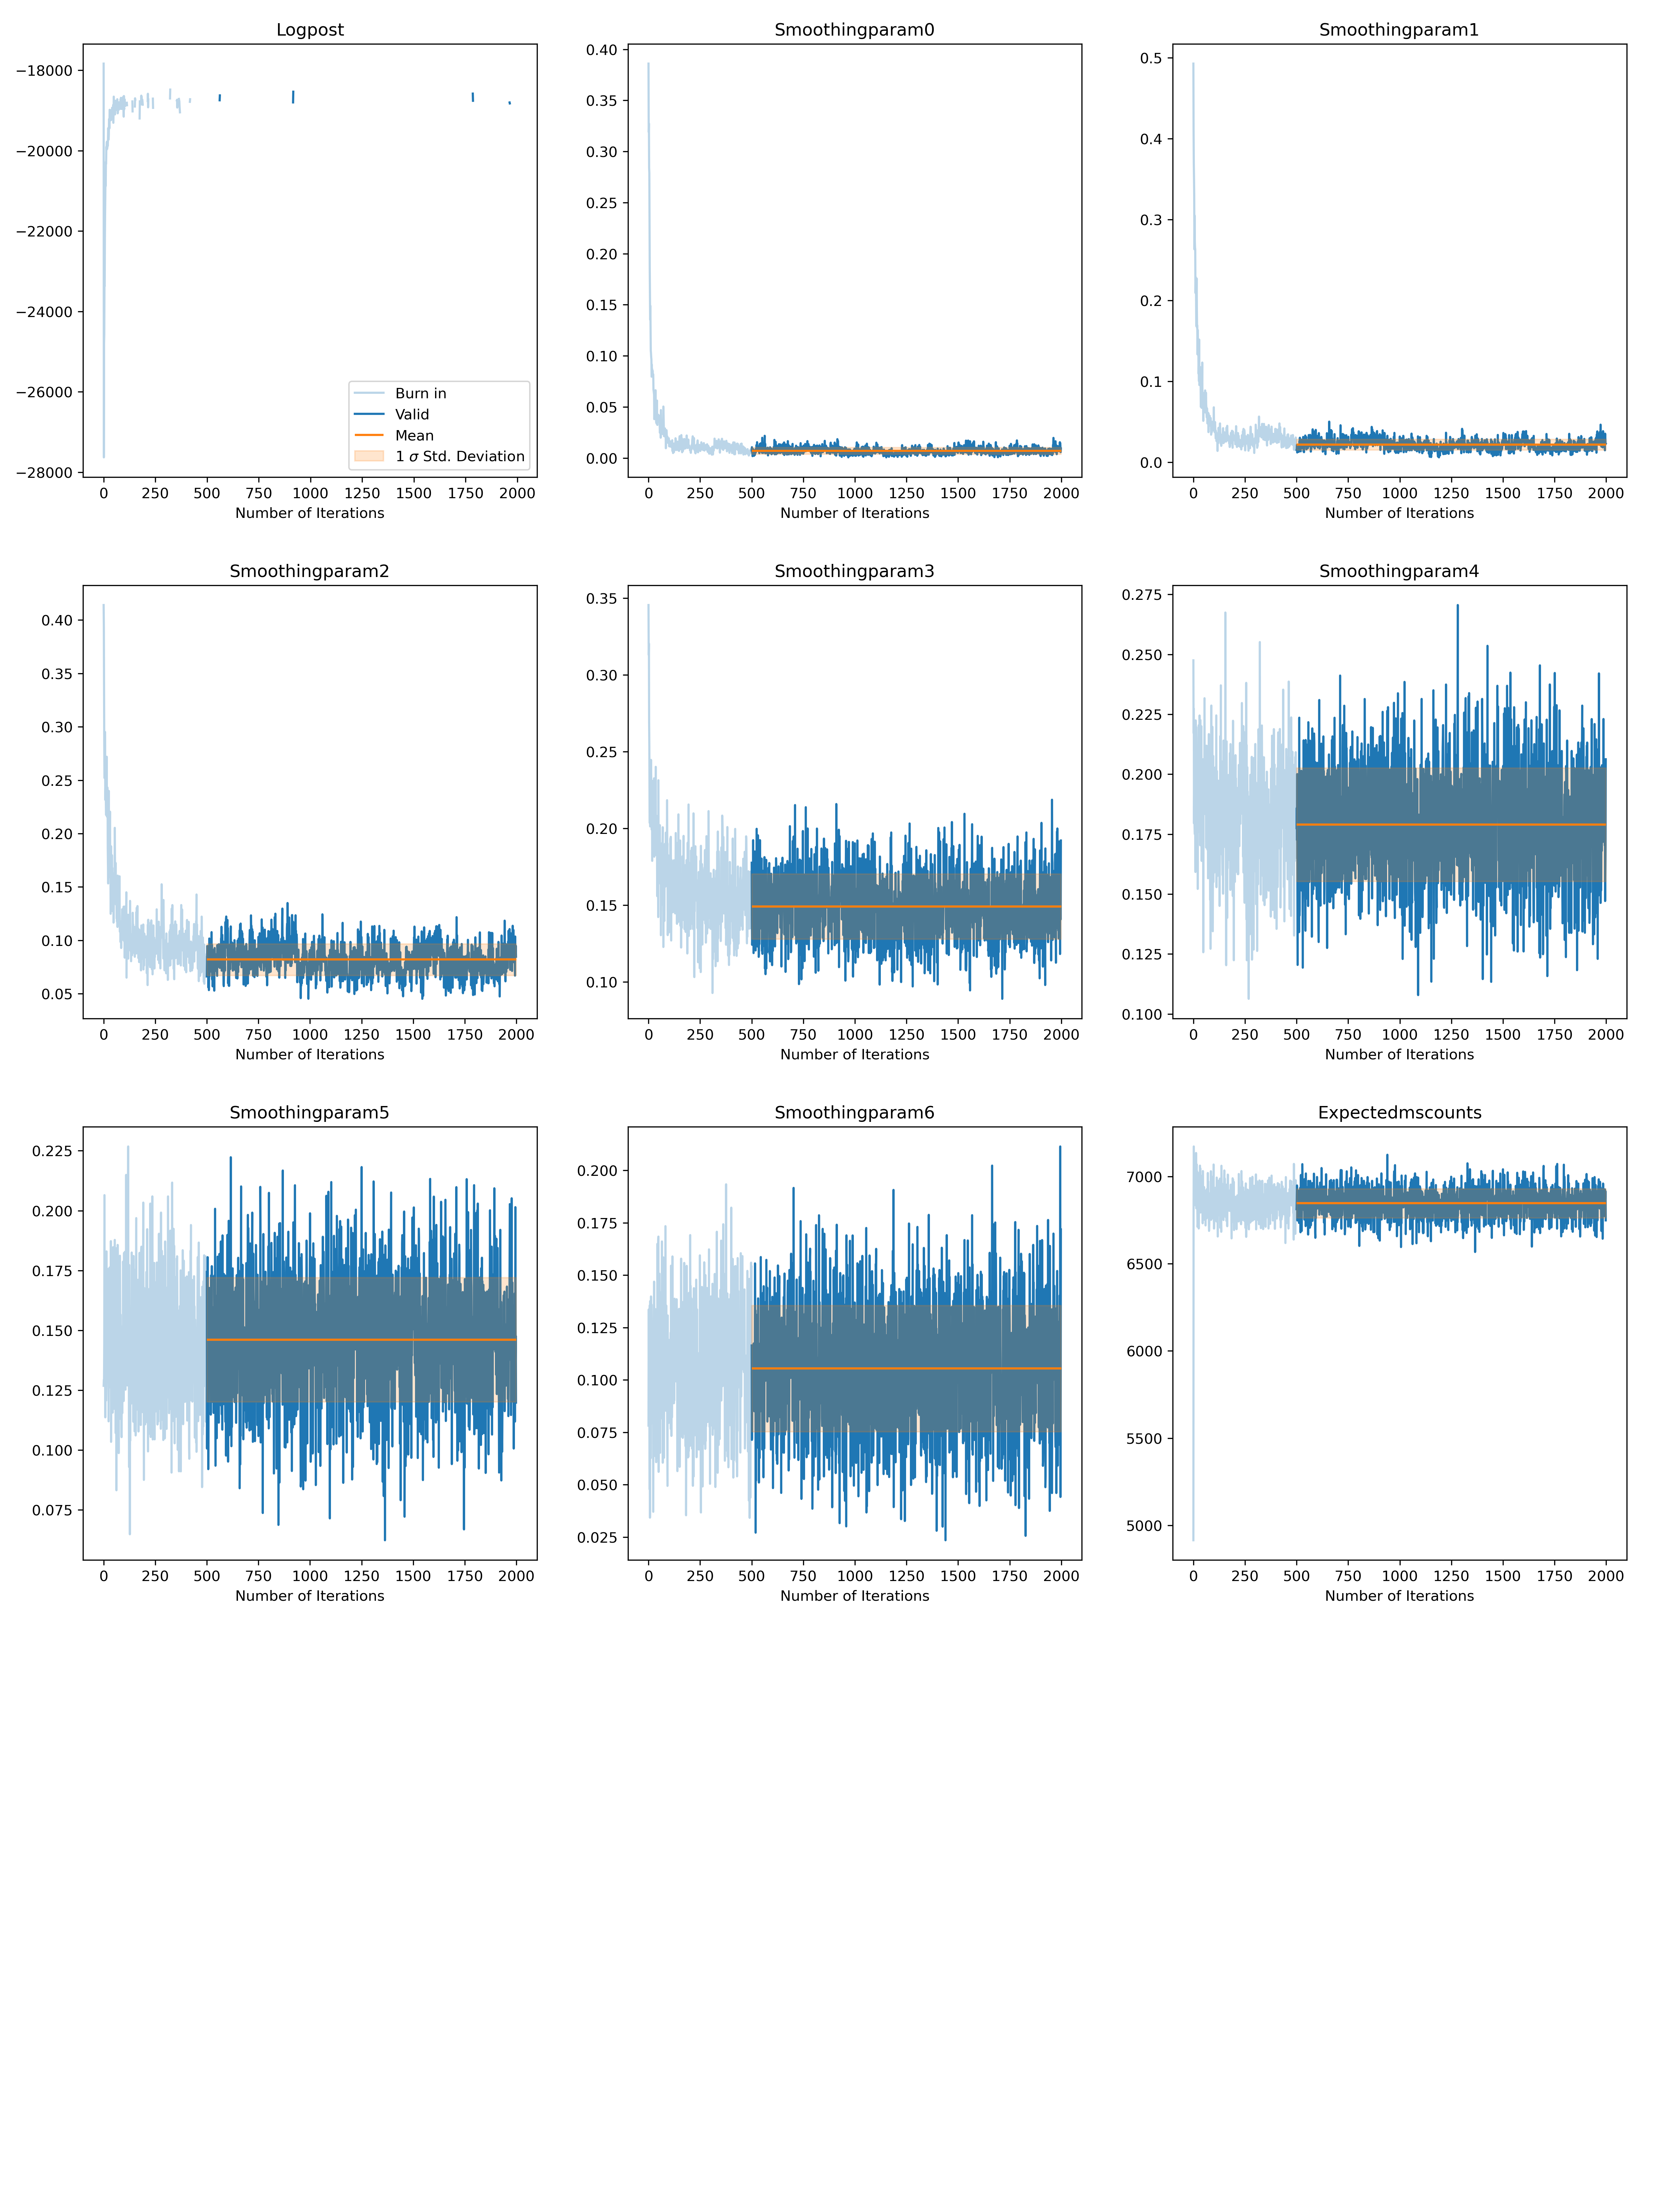 Logpost
−18000
−20000
−22000
−24000
−26000
−28000
Burn in
Valid
Mean
1 σ Std. Deviation
0 250 500 750 1000 1250 1500 1750 2000
Number of Iterations
Smoothingparam0
0.40
0.35
0.30
0.25
0.20
0.15
0.10
0.05
0.00
0 250 500 750 1000 1250 1500 1750 2000
Number of Iterations
Smoothingparam1
0.5
0.4
0.3
0.2
0.1
0.0
0 250 500 750 1000 1250 1500 1750 2000
Number of Iterations
Smoothingparam2
0.40
0.35
0.30
0.25
0.20
0.15
0.10
0.05
0 250 500 750 1000 1250 1500 1750 2000
Number of Iterations
Smoothingparam3
0.35
0.30
0.25
0.20
0.15
0.10
0 250 500 750 1000 1250 1500 1750 2000
Number of Iterations
Smoothingparam4
0.275
0.250
0.225
0.200
0.175
0.150
0.125
0.100
0 250 500 750 1000 1250 1500 1750 2000
Number of Iterations
Smoothingparam5
0.225
0.200
0.175
0.150
0.125
0.100
0.075
0 250 500 750 1000 1250 1500 1750 2000
Number of Iterations
Smoothingparam6
0.200
0.175
0.150
0.125
0.100
0.075
0.050
0.025
0 250 500 750 1000 1250 1500 1750 2000
Number of Iterations
Expectedmscounts
7000
6500
6000
5500
5000
0 250 500 750 1000 1250 1500 1750 2000
Number of Iterations